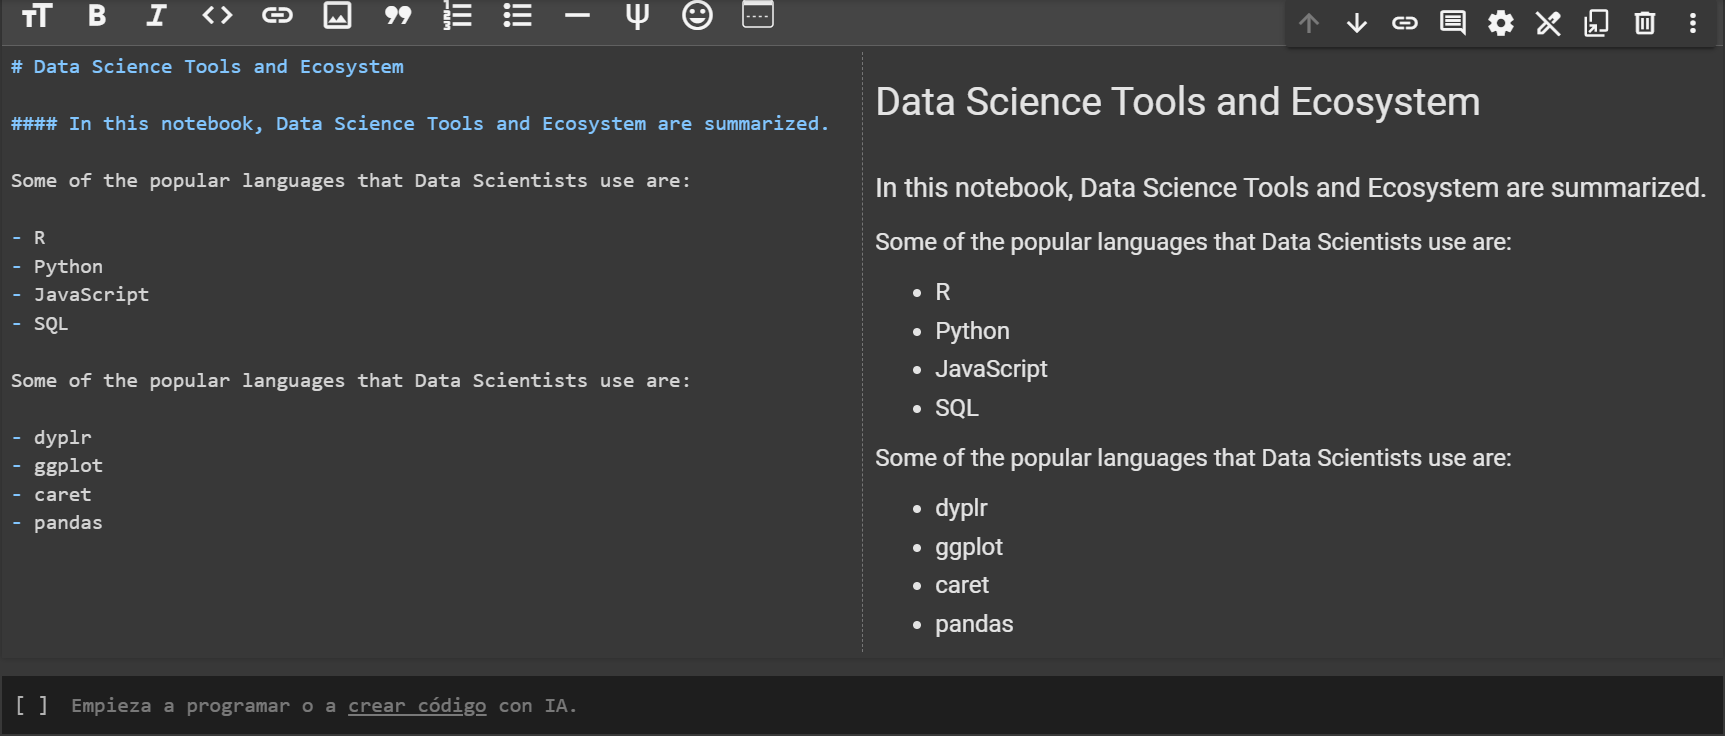 # Data Science Tools and Ecosystem
#### In this notebook, Data Science Tools and Ecosystem are summarized.
Some of the popular languages that Data Scientists use are:
- R
- Python
- JavaScript
- SQL
Some of the popular languages that Data Scientists use are:
- dyplr
- ggplot
- caret
- pandas
Data Science Tools and Ecosystem
In this notebook, Data Science Tools and Ecosystem are summarized.
Some of the popular languages that Data Scientists use are:
• R
• Python
• JavaScript
• SQL
Some of the popular languages that Data Scientists use are:
• dyplr
• ggplot
• caret
• pandas
[ ] Empieza a programar o a crear código con IA.